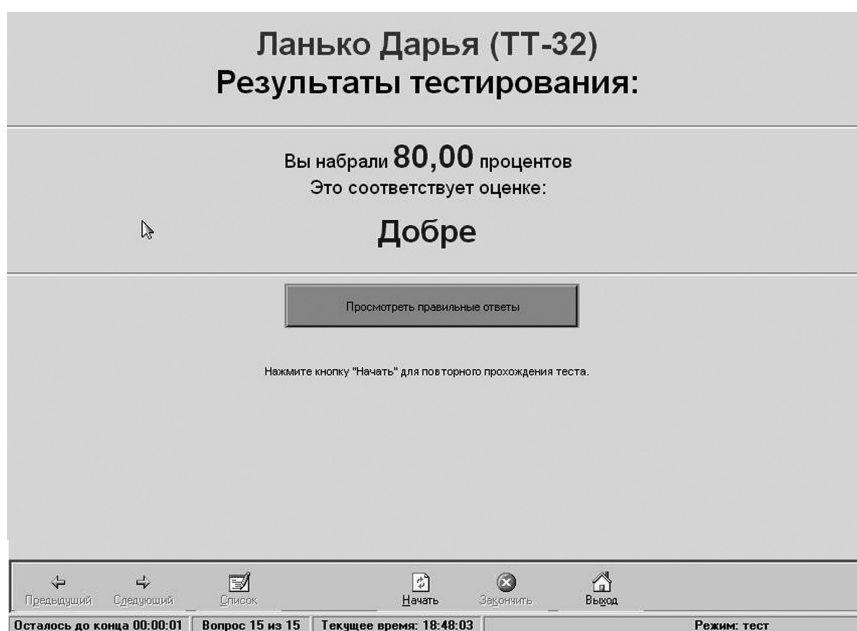 Ланько Дарья (ТТ-32)
Результаты тестирования:
Вы набрали 80,00 процентов
Это соответствует оценке:
Добре
Просмотреть правильные ответы
Нажмите кнопку "Начать" для повторного прохождения теста.
Предыдущий Следующий Список Начать Закончить Выход
Осталось до конца 00:00:01 Вопрос 15 из 15 Текущее время: 18:48:03 Режим: тест